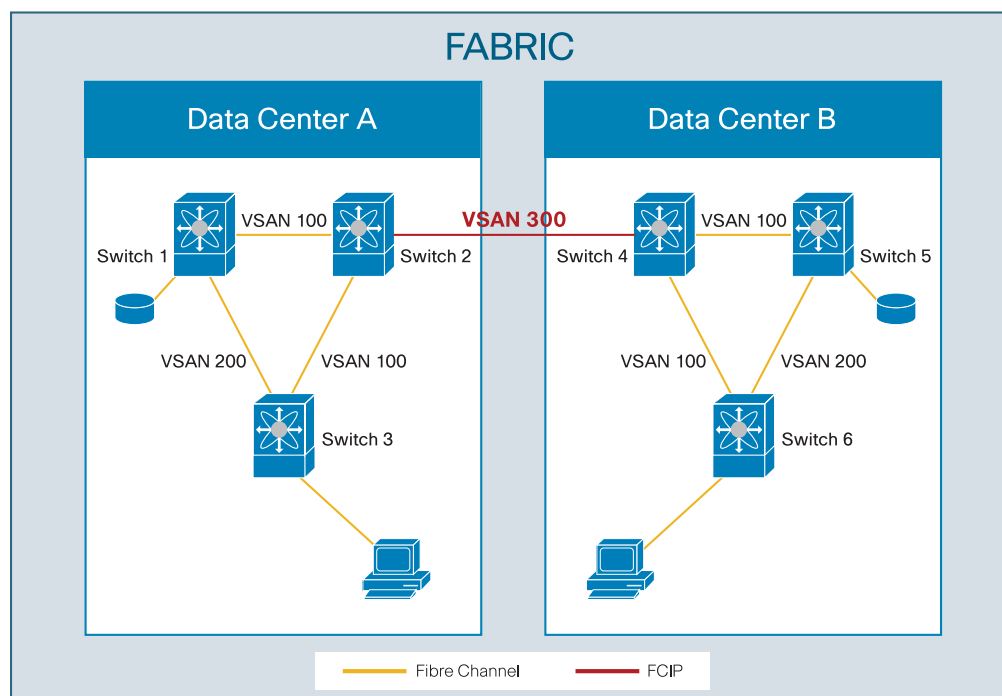 FABRIC
Data Center A
Data Center B
VSAN 100
VSAN 300
VSAN 100
Switch 1
Switch 2
Switch 4
Switch 5
VSAN 200
VSAN 100
VSAN 100
VSAN 200
Switch 3
Switch 6
Fibre Channel
FCIP